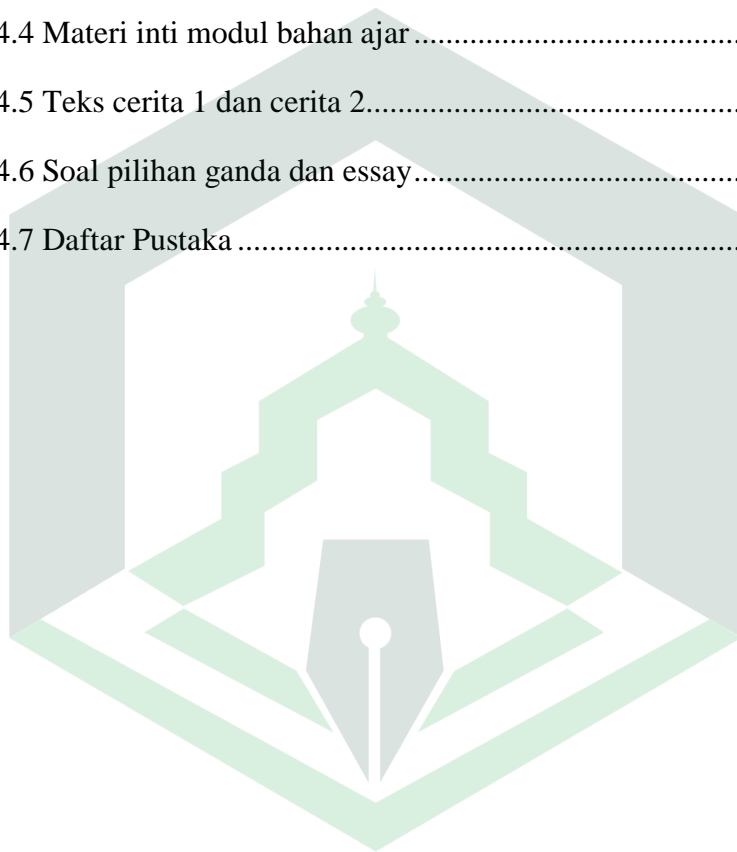 4.4 Materi inti modul bahan ajar ......................................................
4.5 Teks cerita 1 dan cerita 2..............................................................
4.6 Soal pilihan ganda dan essay......................................................
4.7 Daftar Pustaka ..................................................................................